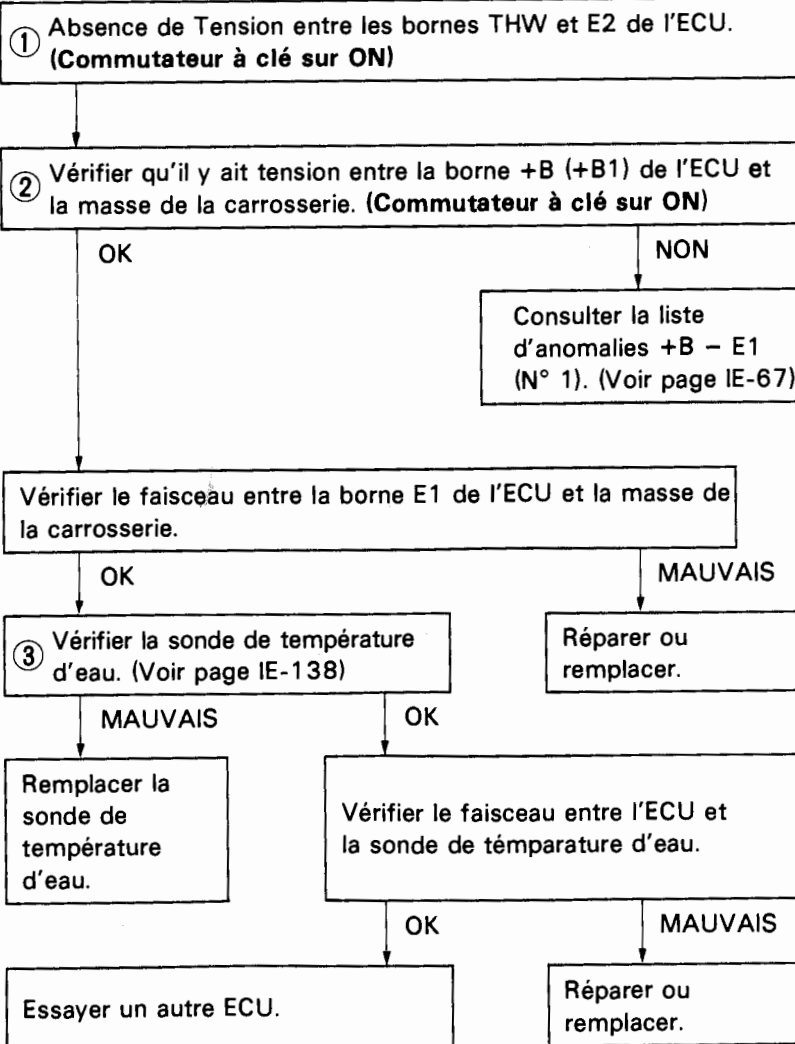 ① Absence de Tension entre les bornes THW et E2 de l'ECU.
(Commutateur à clé sur ON)
② Vérifier qu'il y ait tension entre la borne +B (+B1) de l'ECU et
la masse de la carrosserie. (Commutateur à clé sur ON)
OK
NON
Consulter la liste
d'anomalies +B – E1
(N° 1). (Voir page IE-67)
Vérifier le faisceau entre la borne E1 de l'ECU et la masse de
la carrosserie.
OK
MAUVAIS
③ Vérifier la sonde de température
d'eau. (Voir page IE-138)
Réparer ou
remplacer.
MAUVAIS
OK
Remplacer la
sonde de
température
d'eau.
Vérifier le faisceau entre l'ECU et
la sonde de témparature d'eau.
OK
MAUVAIS
Essayer un autre ECU.
Réparer ou
remplacer.